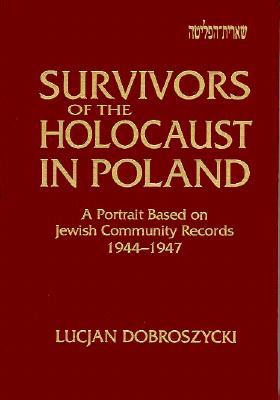 שארית־הפליטה
SURVIVORS
OF THE
HOLOCAUST
IN POLAND
A Portrait Based on
Jewish Community Records
1944–1947
LUCJAN DOBROSZYCKI